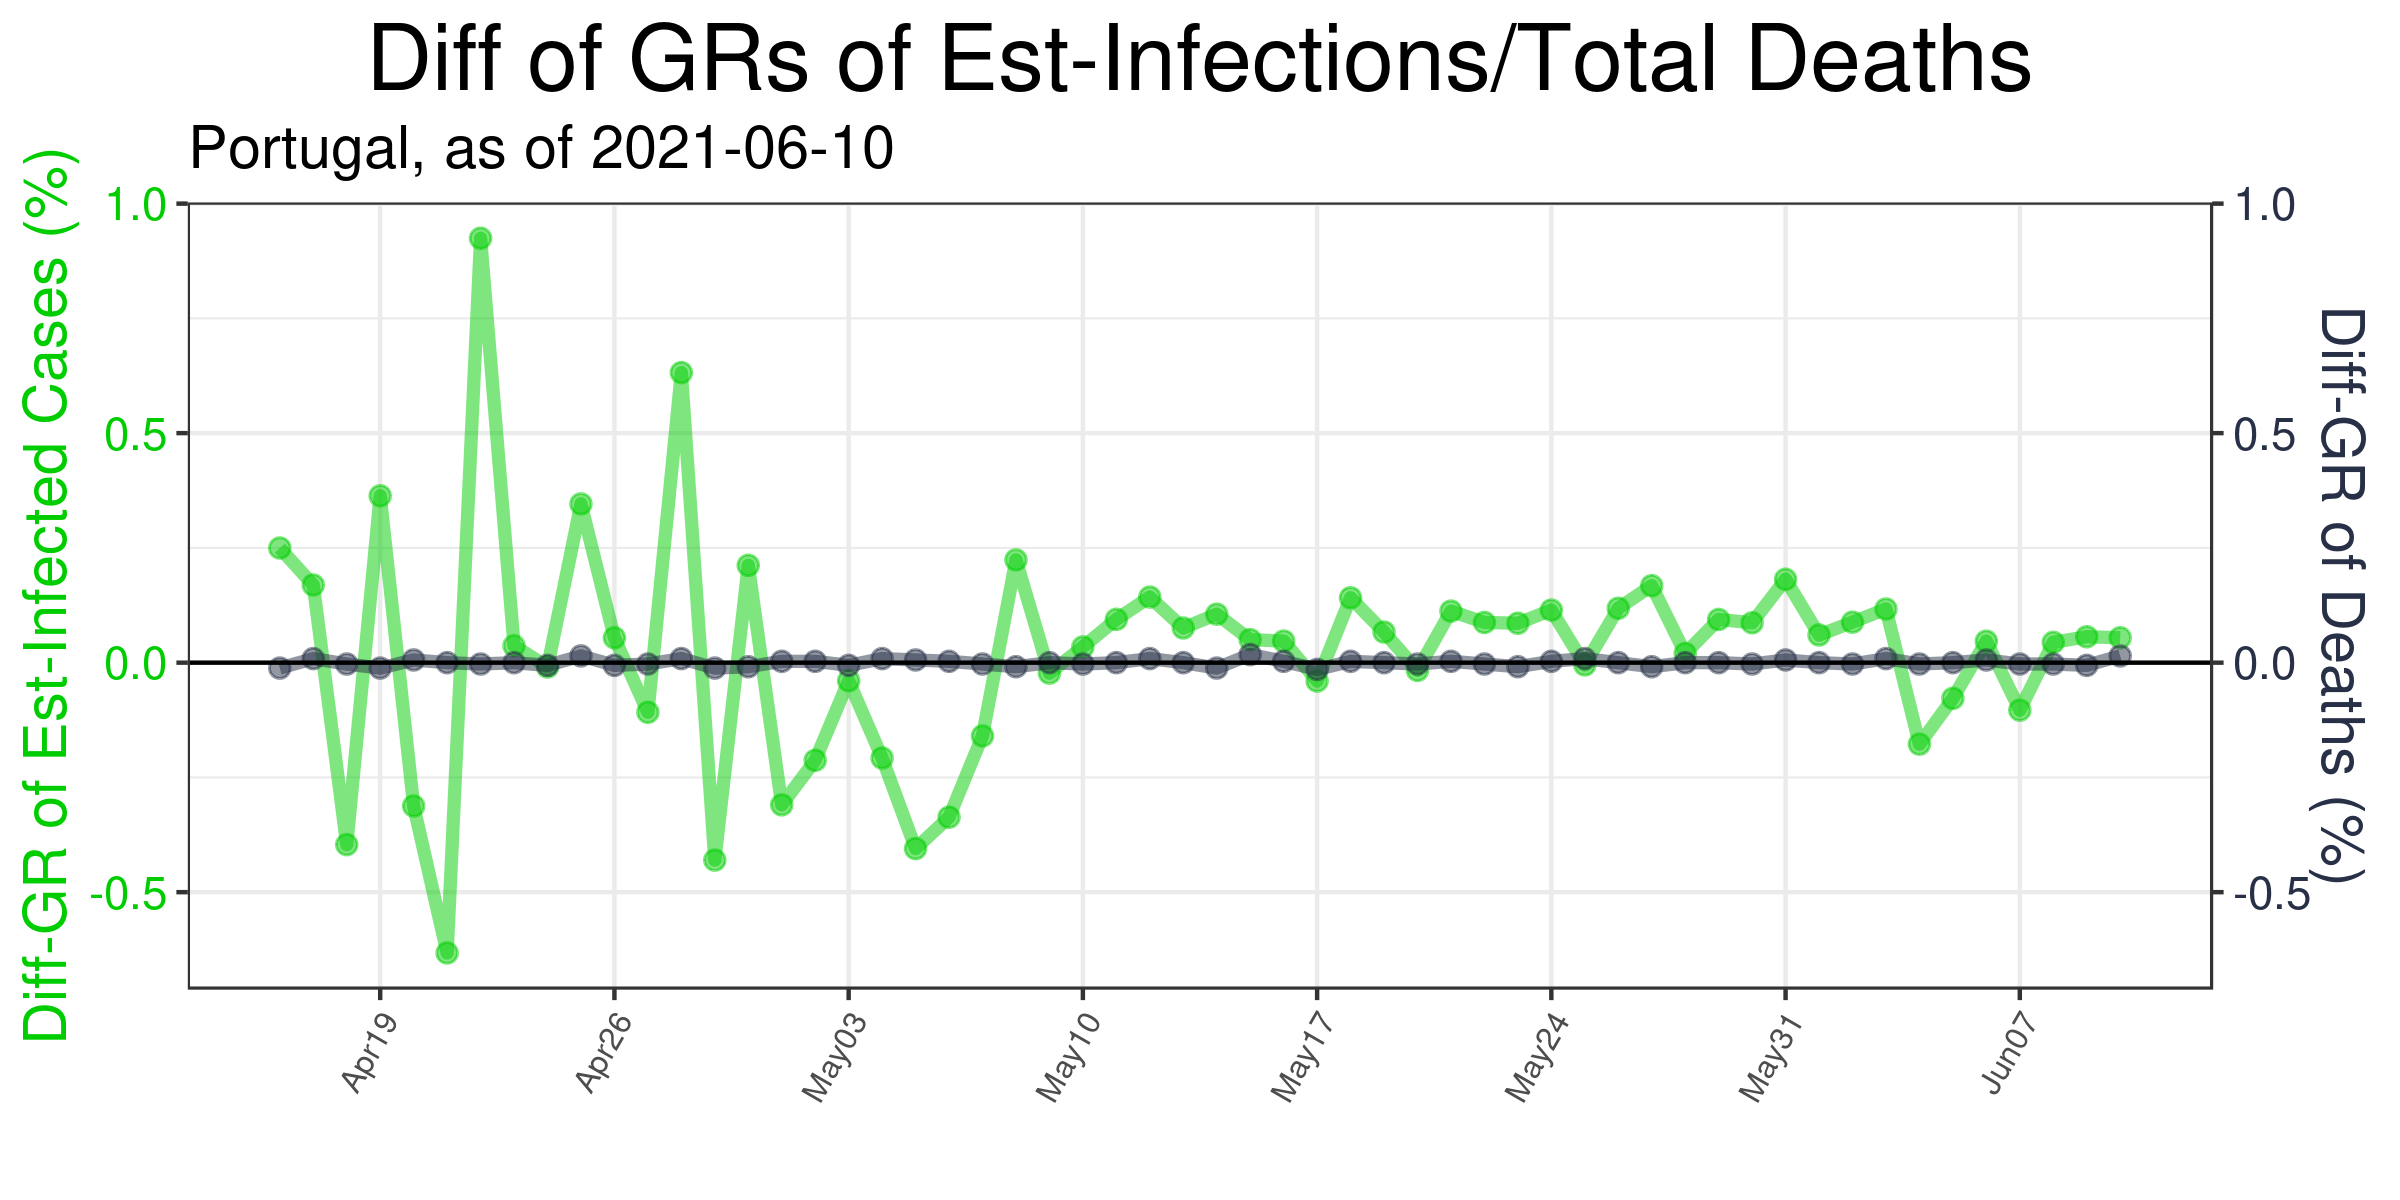 Diff of GRs of Est-Infections/Total Deaths
Portugal, as of 2021-06-10
Diff-GR of Est-Infected Cases (%)
1.0
0.5
0.0
-0.5
1.0
0.5
0.0
-0.5
Diff-GR of Deaths (%)
Apr19
Apr26
May03
May10
May17
May24
May31
Jun07